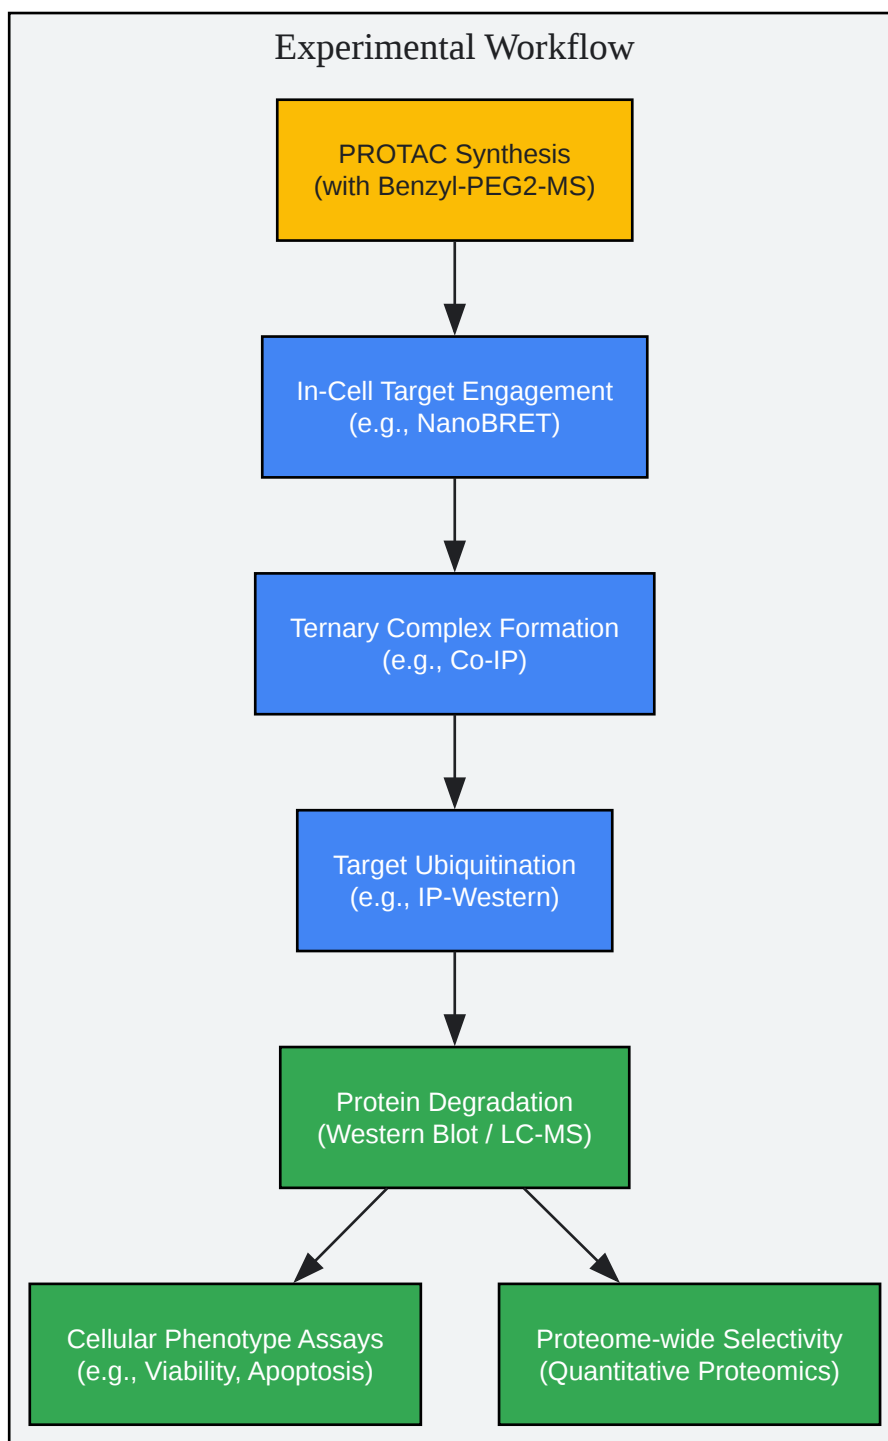 Experimental Workflow
PROTAC Synthesis
(with Benzyl-PEG2-MS)
In-Cell Target Engagement
(e.g., NanoBRET)
Ternary Complex Formation
(e.g., Co-IP)
Target Ubiquitination
(e.g., IP-Western)
Protein Degradation
(Western Blot / LC-MS)
Cellular Phenotype Assays
(e.g., Viability, Apoptosis)
Proteome-wide Selectivity
(Quantitative Proteomics)